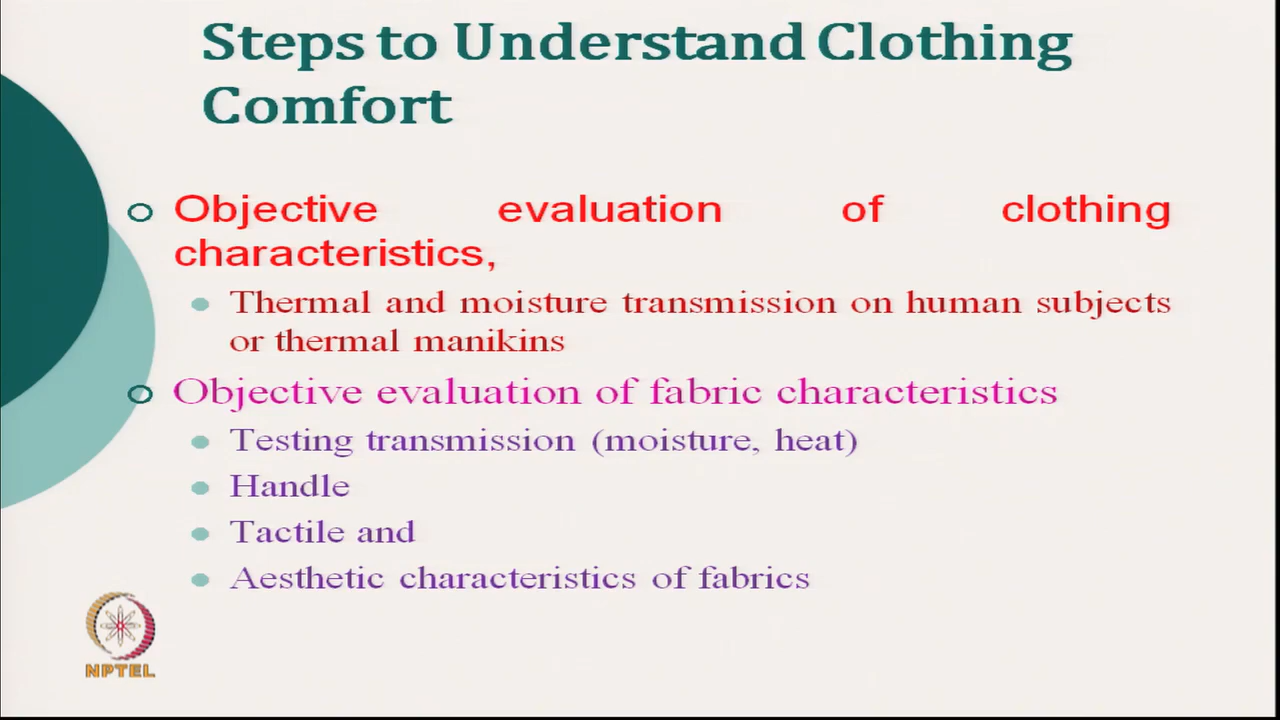 Steps to Understand Clothing
Comfort
Objective evaluation of clothing
characteristics,
Thermal and moisture transmission on human subjects
or thermal manikins
Objective evaluation of fabric characteristics
Testing transmission (moisture, heat)
Handle
Tactile and
Aesthetic characteristics of fabrics
NPTEL